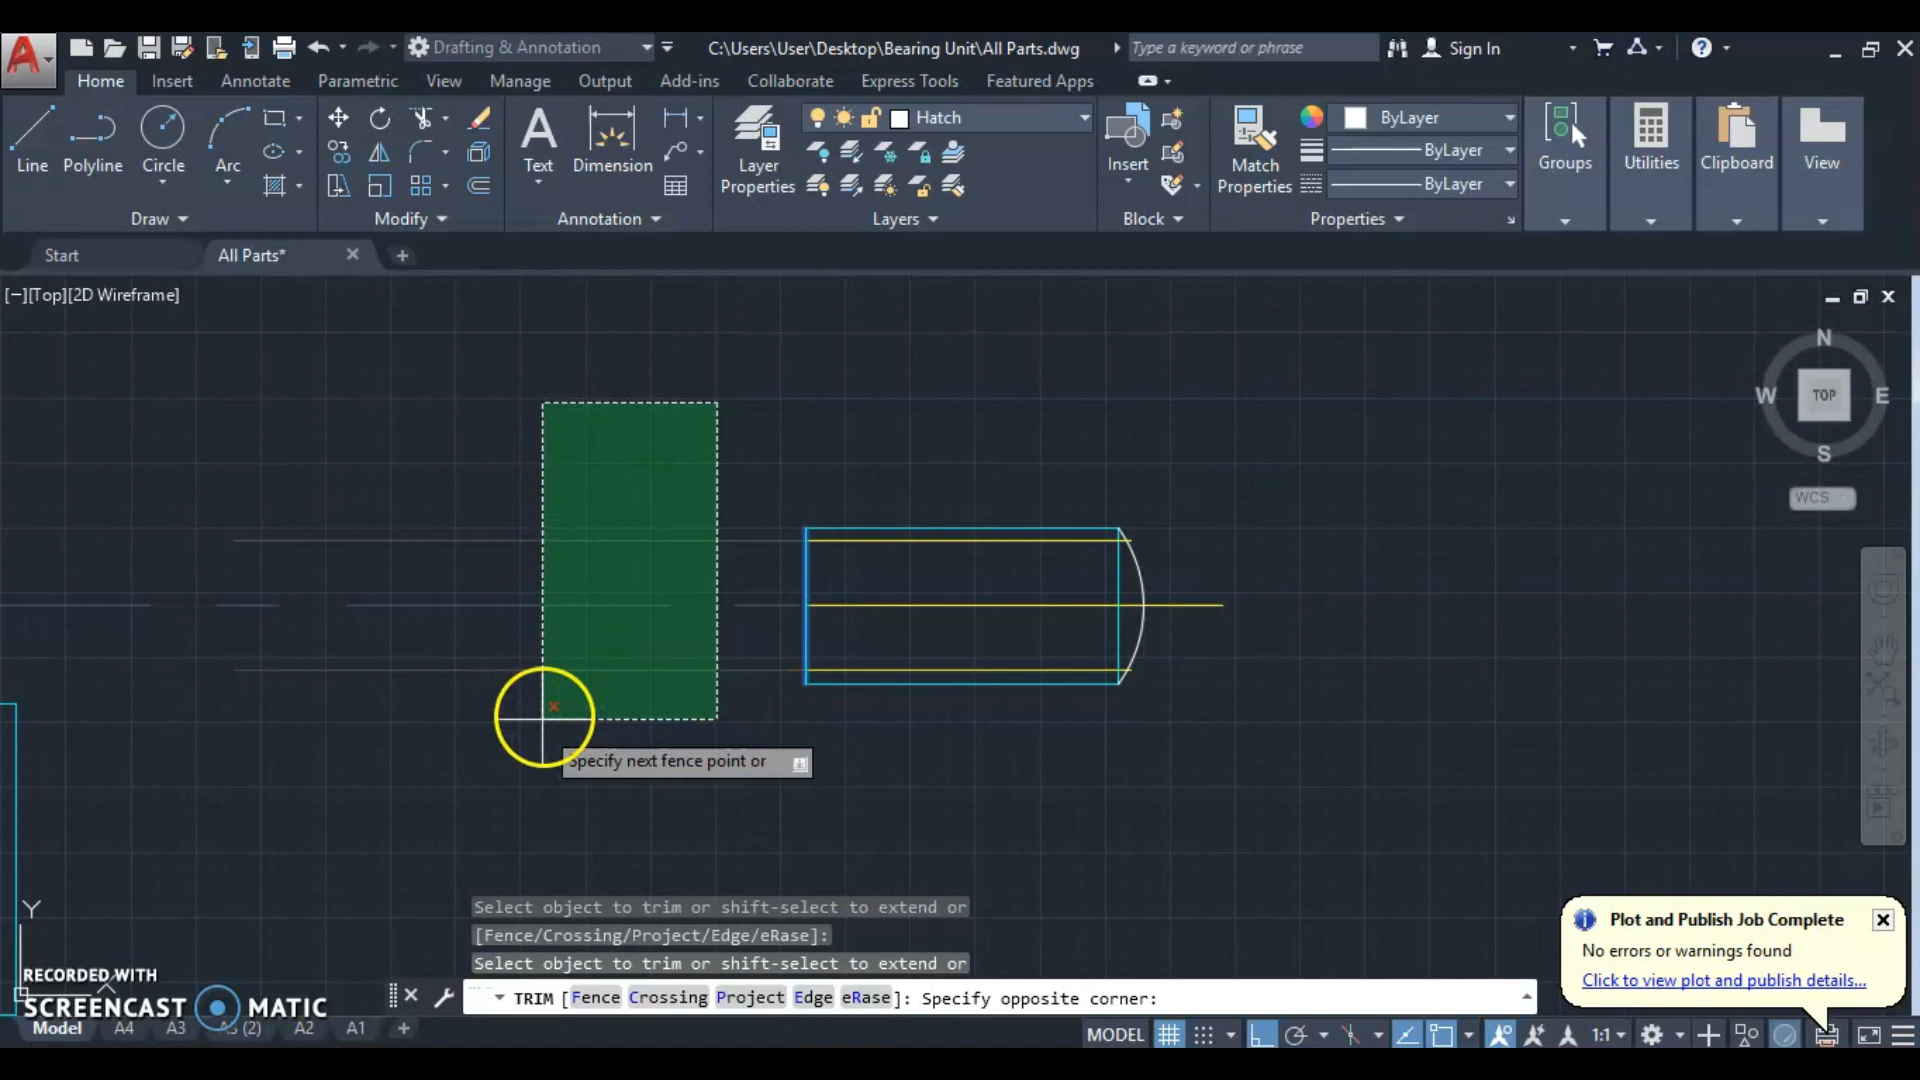 Drafting & Annotation
C:\Users\User\Desktop\Bearing Unit\All Parts.dwg
Type a keyword or phrase
Sign In
Home Insert Annotate Parametric View Manage Output Add-ins Collaborate Express Tools Featured Apps
Hatch
ByLayer
ByLayer
ByLayer
Line Polyline Circle Arc
Text Dimension
Layer
Properties
Insert
Match
Properties
Groups Utilities Clipboard View
Draw Modify Annotation Layers Block Properties
Start All Parts*
[−][Top][2D Wireframe]
N
W TOP E
S
WCS
Specify next fence point or
Y
Select object to trim or shift-select to extend or
[Fence/Crossing/Project/Edge/eRase]:
Select object to trim or shift-select to extend or
TRIM [Fence Crossing Project Edge eRase]: Specify opposite corner:
Plot and Publish Job Complete
No errors or warnings found
Click to view plot and publish details...
RECORDED WITH
SCREENCAST MATIC
Model A4 A3 (2) A2 A1
MODEL 1:1